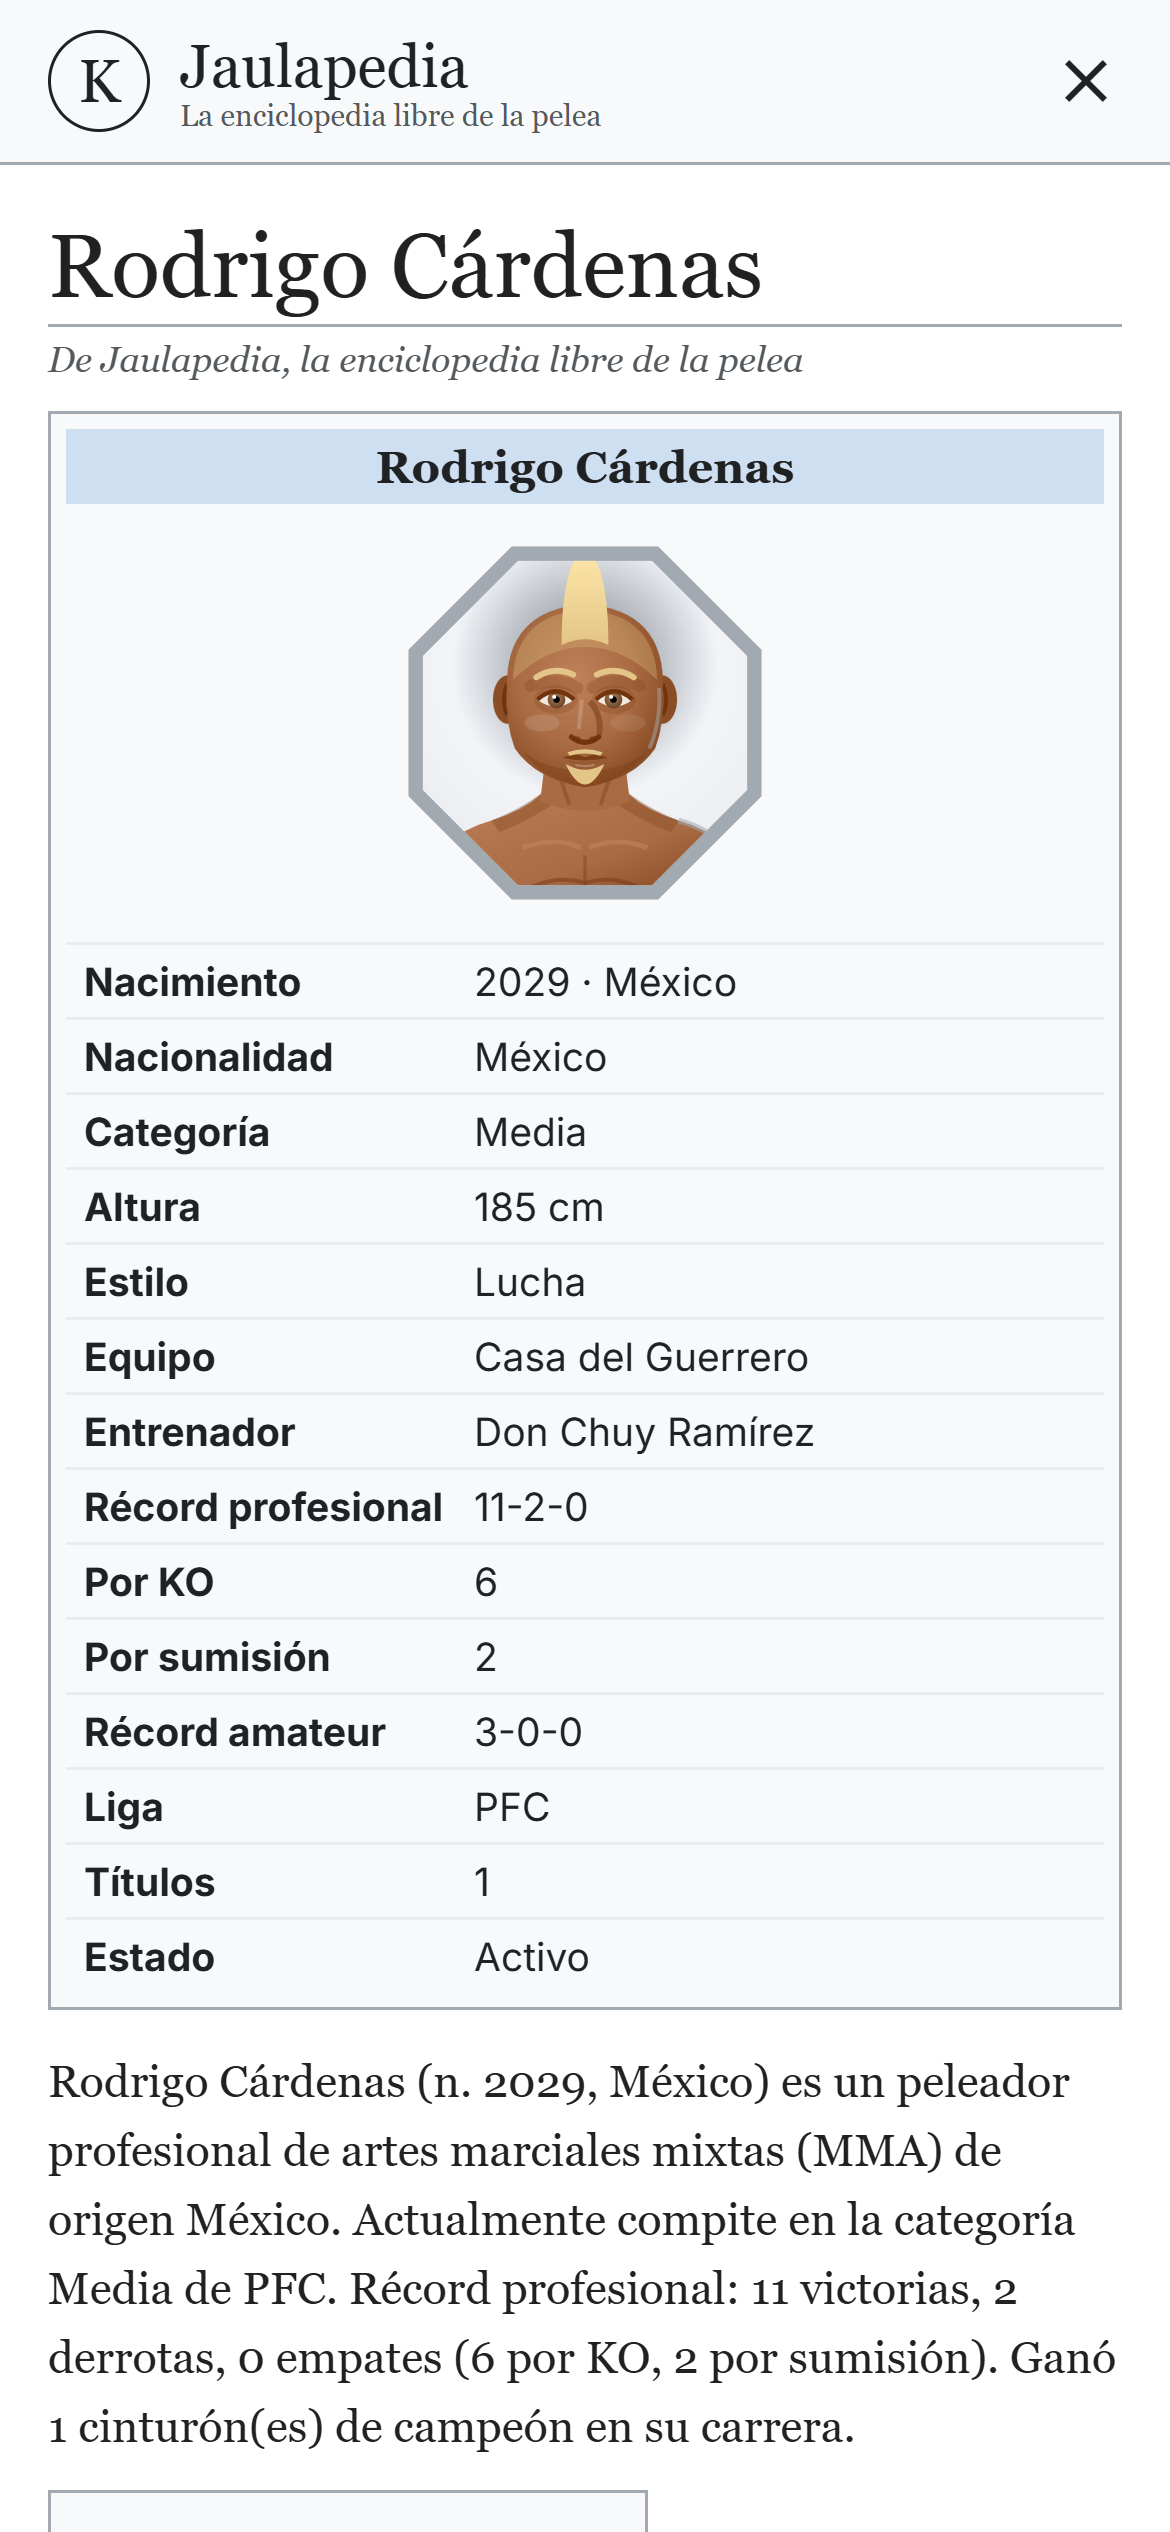 K
Jaulapedia
La enciclopedia libre de la pelea
Rodrigo Cárdenas
De Jaulapedia, la enciclopedia libre de la pelea
Rodrigo Cárdenas
Nacimiento 2029 · México
Nacionalidad México
Categoría Media
Altura 185 cm
Estilo Lucha
Equipo Casa del Guerrero
Entrenador Don Chuy Ramírez
Récord profesional 11-2-0
Por KO 6
Por sumisión 2
Récord amateur 3-0-0
Liga PFC
Títulos 1
Estado Activo
Rodrigo Cárdenas (n. 2029, México) es un peleador
profesional de artes marciales mixtas (MMA) de
origen México. Actualmente compite en la categoría
Media de PFC. Récord profesional: 11 victorias, 2
derrotas, 0 empates (6 por KO, 2 por sumisión). Ganó
1 cinturón(es) de campeón en su carrera.